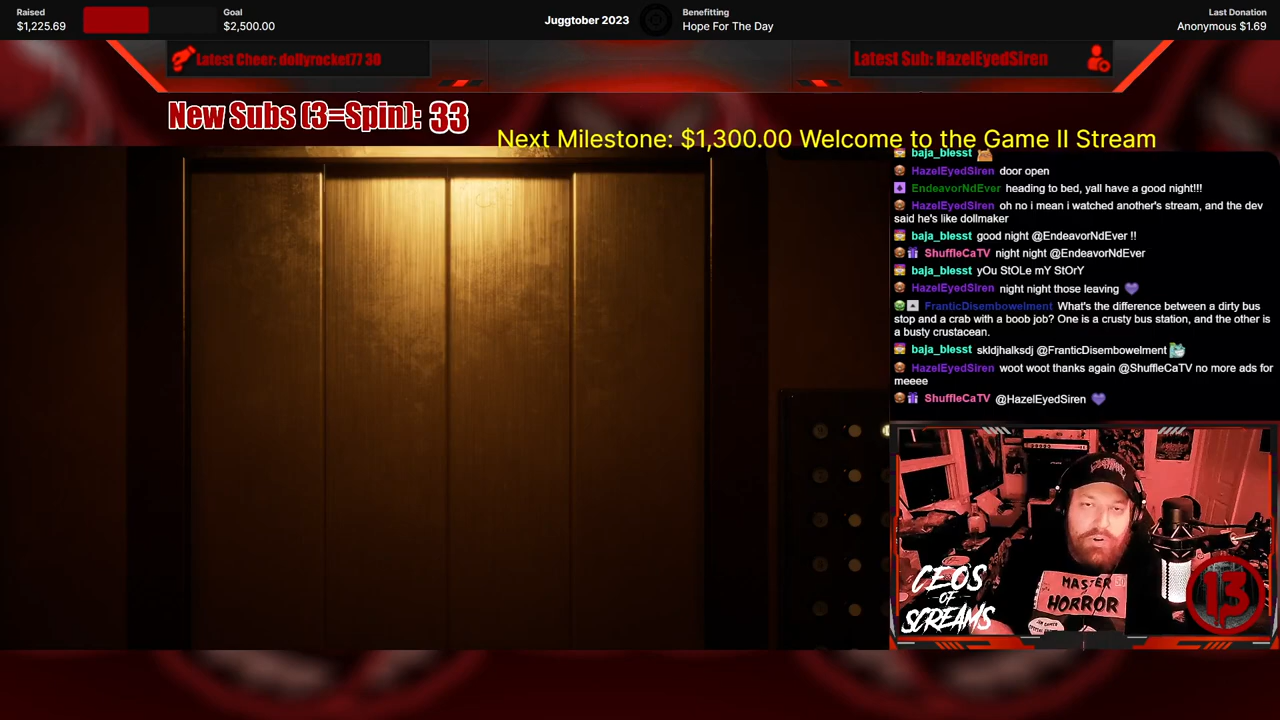 Raised
$1,225.69
Goal
$2,500.00
Juggtober 2023
Benefitting
Hope For The Day
Last Donation
Anonymous $1.69
Latest Cheer: dollyrocket77 30
Latest Sub: HazelEyedSiren
New Subs (3=Spin): 33
Next Milestone: $1,300.00 Welcome to the Game II Stream
baja_blesst
HazelEyedSiren door open
EndeavorNdEver heading to bed, yall have a good night!!!
HazelEyedSiren oh no i mean i watched another's stream, and the dev
said he's like dollmaker
baja_blesst good night @EndeavorNdEver !!
ShuffleCaTV night night @EndeavorNdEver
baja_blesst yOu StOLe mY StOrY
HazelEyedSiren night night those leaving
FranticDisembowelment What's the difference between a dirty bus
stop and a crab with a boob job? One is a crusty bus station, and the other is
a busty crustacean.
baja_blesst skldjhalksdj @FranticDisembowelment
HazelEyedSiren woot woot thanks again @ShuffleCaTV no more ads for
meeee
ShuffleCaTV @HazelEyedSiren
MASTER
OF
HORROR
CEOS
OF
SCREAMS
13